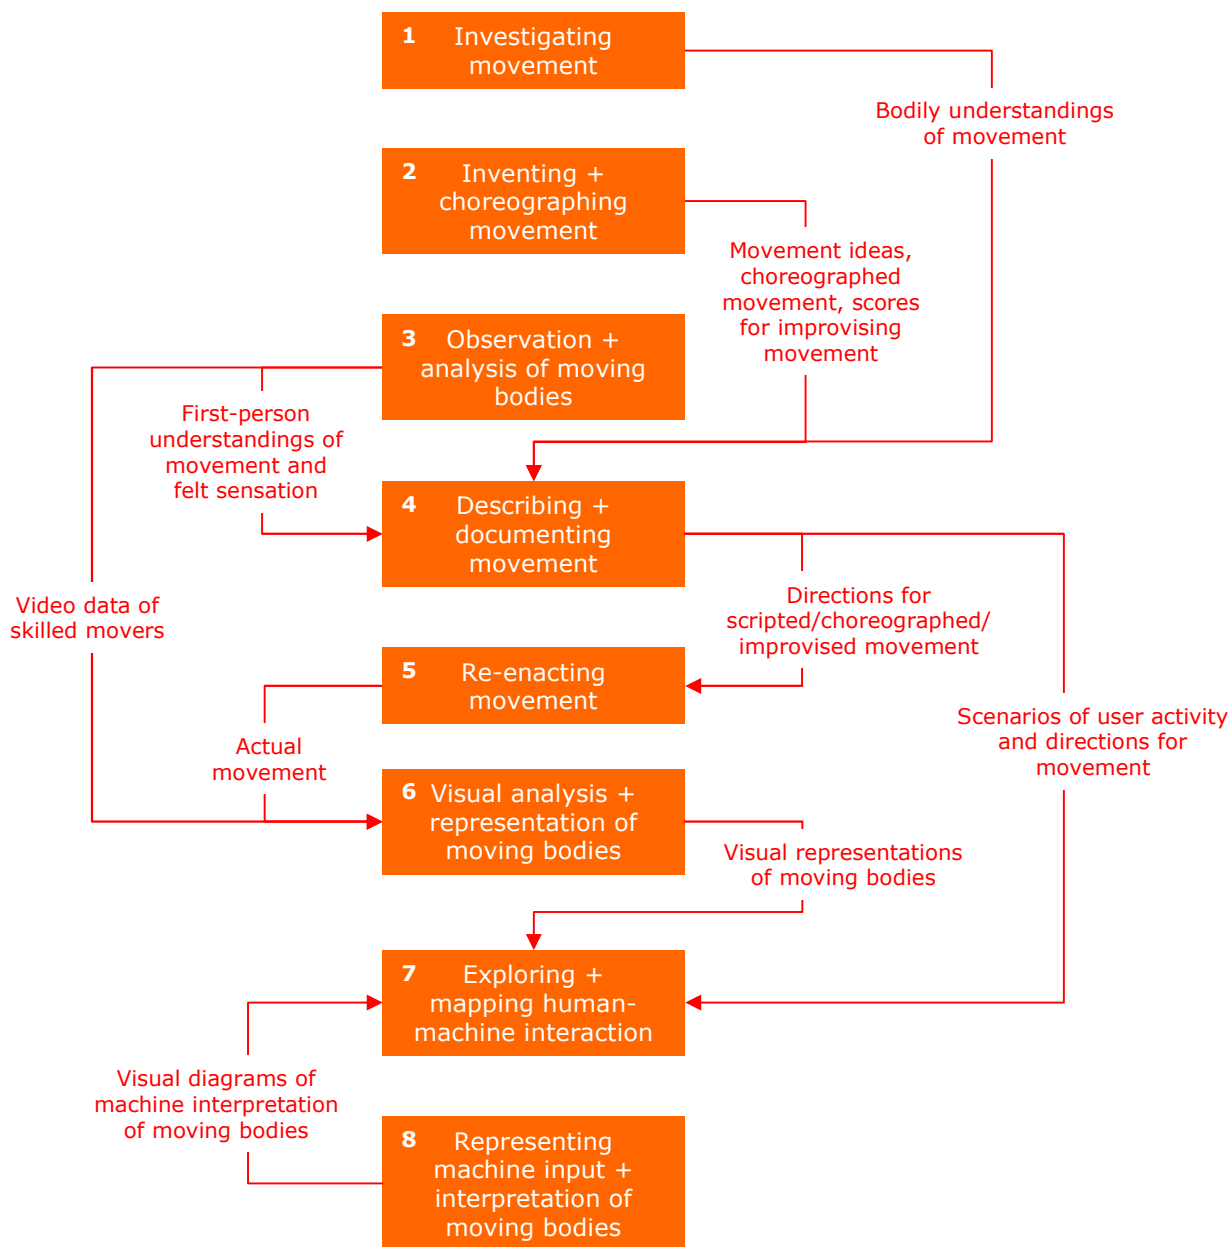 1 Investigating
movement
Bodily understandings
of movement
2 Inventing +
choreographing
movement
Movement ideas,
choreographed
movement, scores
for improvising
movement
3 Observation +
analysis of moving
bodies
First-person
understandings of
movement and
felt sensation
4 Describing +
documenting
movement
Video data of
skilled movers
Directions for
scripted/choreographed/
improvised movement
5 Re-enacting
movement
Scenarios of user activity
and directions for
movement
Actual
movement
6 Visual analysis +
representation of
moving bodies
Visual representations
of moving bodies
7 Exploring +
mapping human-
machine interaction
Visual diagrams of
machine interpretation
of moving bodies
8 Representing
machine input +
interpretation of
moving bodies